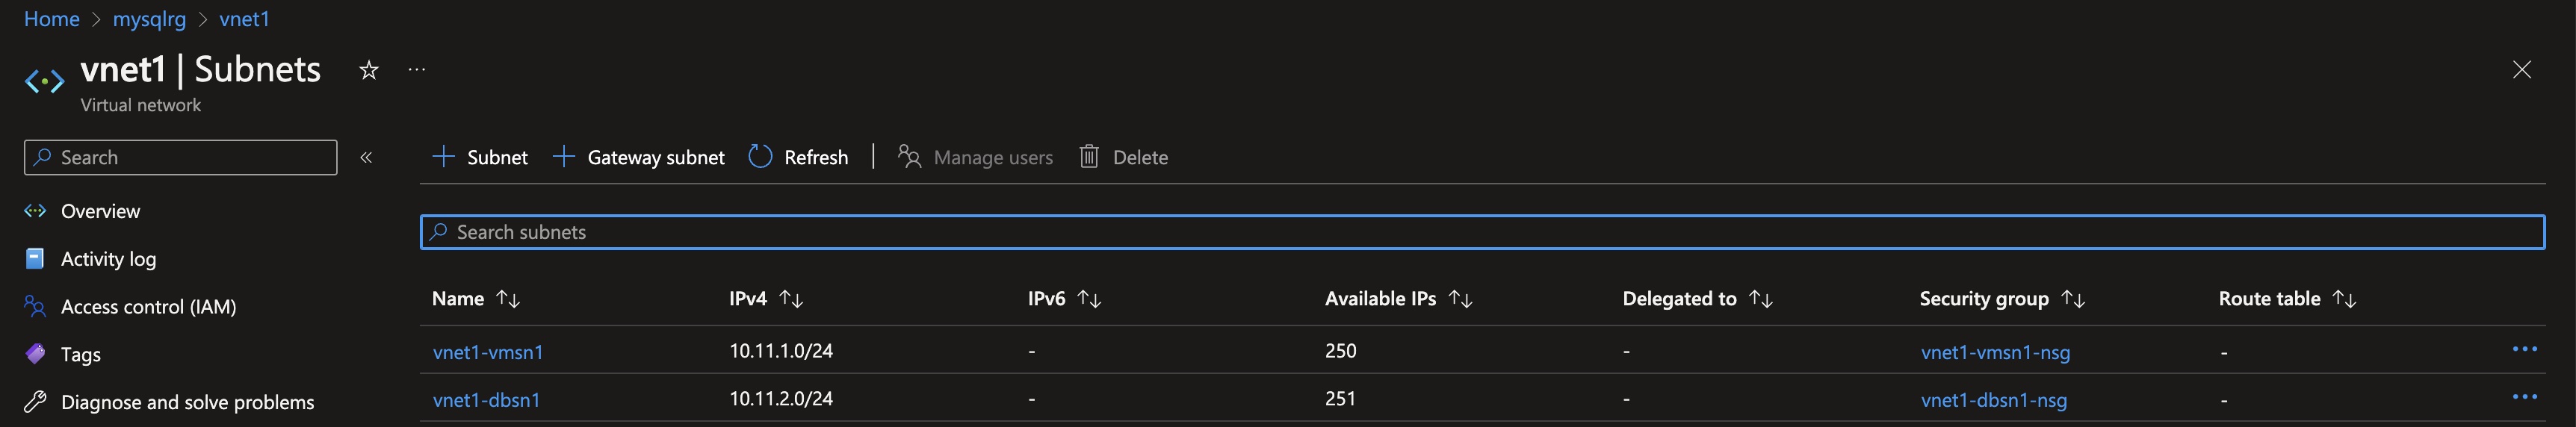 Home > mysqlrg > vnet1
vnet1 | Subnets ☆ ...
Virtual network
Search «
+ Subnet + Gateway subnet Refresh | Manage users Delete
Overview
Search subnets
Activity log
Name ↑↓ IPv4 ↑↓ IPv6 ↑↓ Available IPs ↑↓ Delegated to ↑↓ Security group ↑↓ Route table ↑↓
Access control (IAM)
vnet1-vmsn1 10.11.1.0/24 - 250 - vnet1-vmsn1-nsg - ...
Tags
vnet1-dbsn1 10.11.2.0/24 - 251 - vnet1-dbsn1-nsg - ...
Diagnose and solve problems